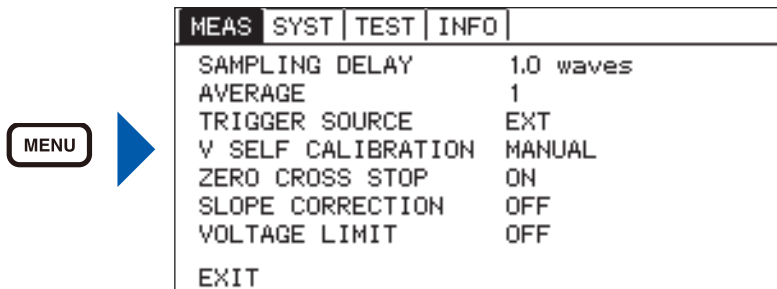 MENU
MEAS SYST TEST INFO
SAMPLING DELAY 1.0 waves
AVERAGE 1
TRIGGER SOURCE EXT
V SELF CALIBRATION MANUAL
ZERO CROSS STOP ON
SLOPE CORRECTION OFF
VOLTAGE LIMIT OFF
EXIT